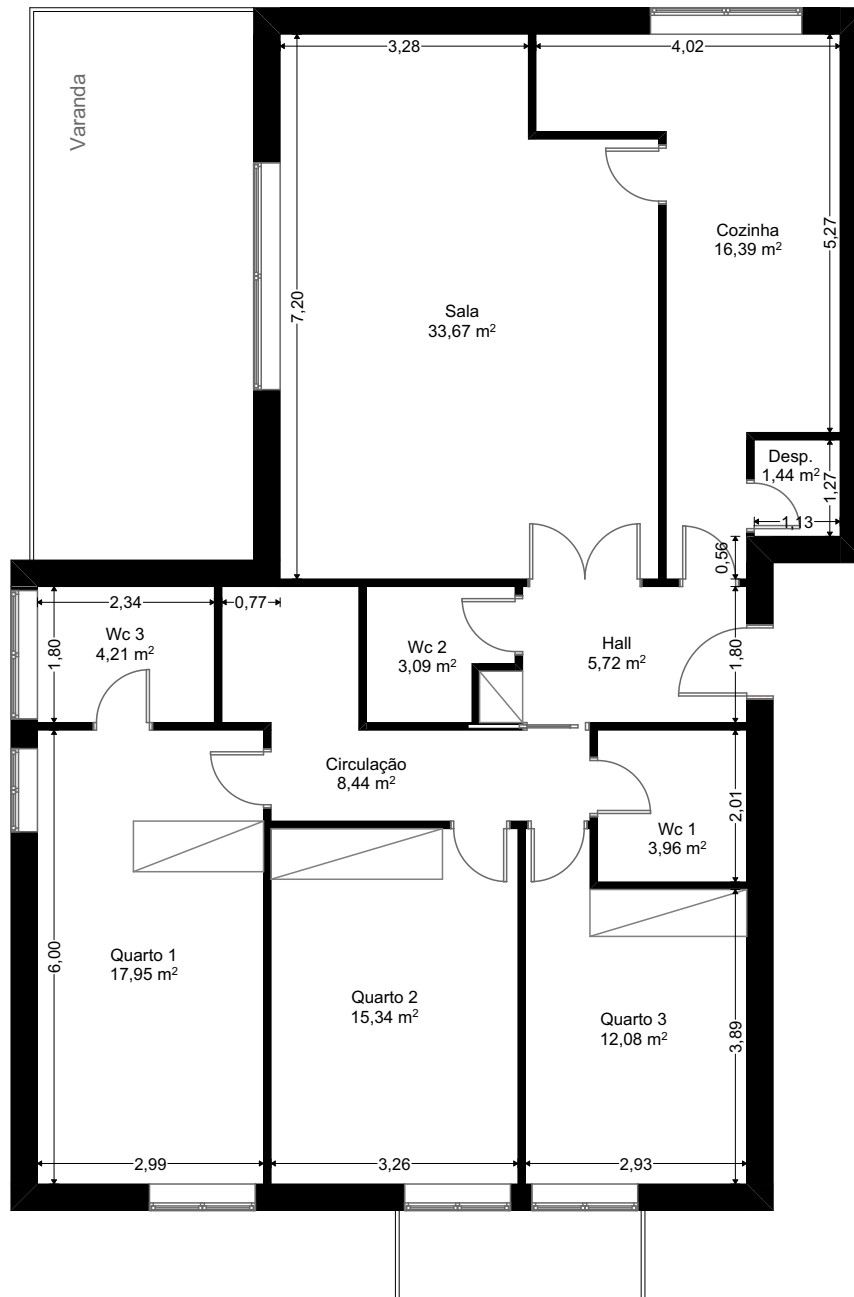 3,28
4,02
Varanda
Cozinha
16,39 m²
5,27
7,20
Sala
33,67 m²
Desp.
1,44 m²
1,27
1,13
0,56
2,34
0,77
Wc 3
4,21 m²
1,80
Wc 2
3,09 m²
Hall
5,72 m²
1,80
Circulação
8,44 m²
2,01
Wc 1
3,96 m²
6,00
Quarto 1
17,95 m²
Quarto 2
15,34 m²
Quarto 3
12,08 m²
3,89
2,99
3,26
2,93